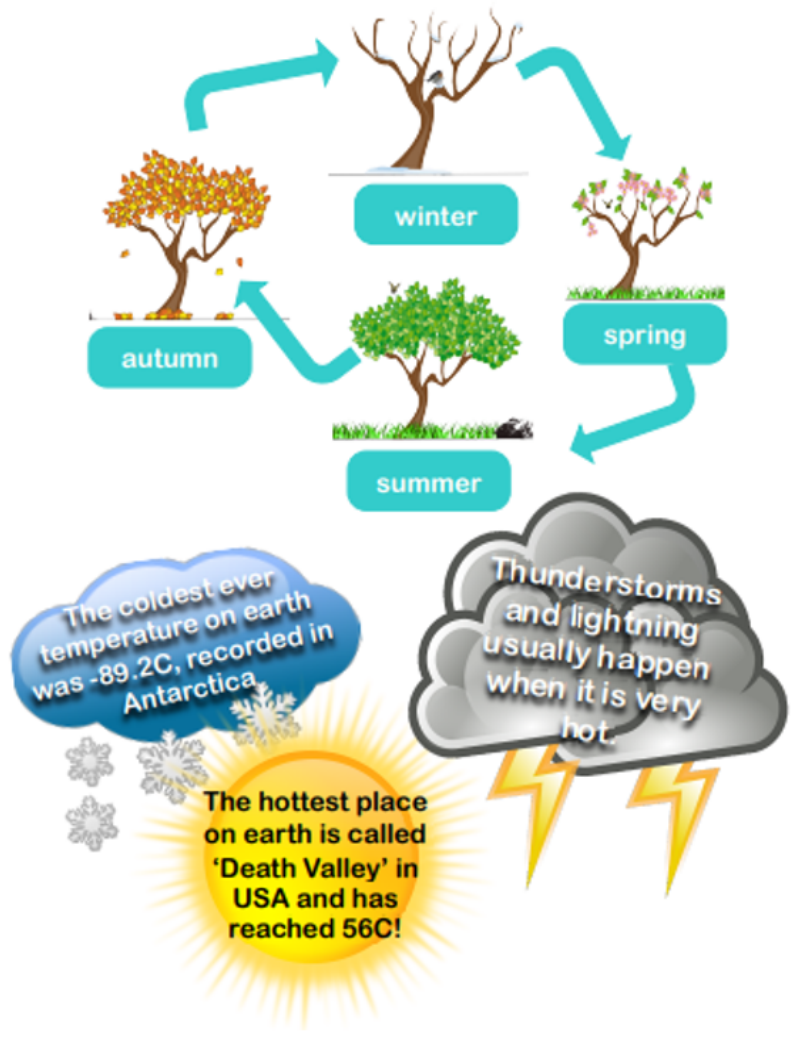 winter
spring
autumn
summer
The coldest ever
temperature on earth
was -89.2C, recorded in
Antarctica
Thunderstorms
and lightning
usually happen
when it is very
hot.
The hottest place
on earth is called
‘Death Valley’ in
USA and has
reached 56C!